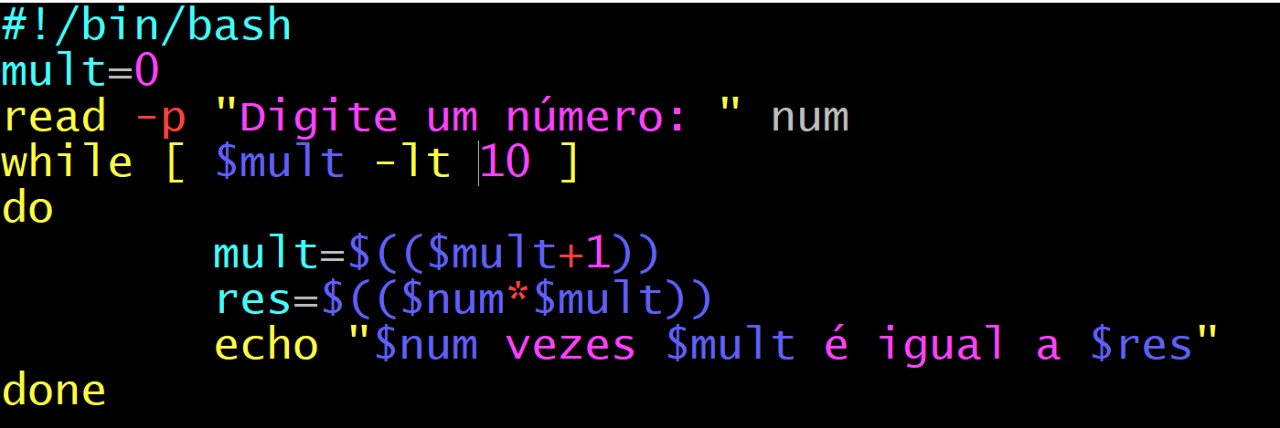 #!/bin/bash
mult=0
read -p "Digite um número: " num
while [ $mult -lt 10 ]
do
        mult=$(($mult+1))
        res=$(($num*$mult))
        echo "$num vezes $mult é igual a $res"
done